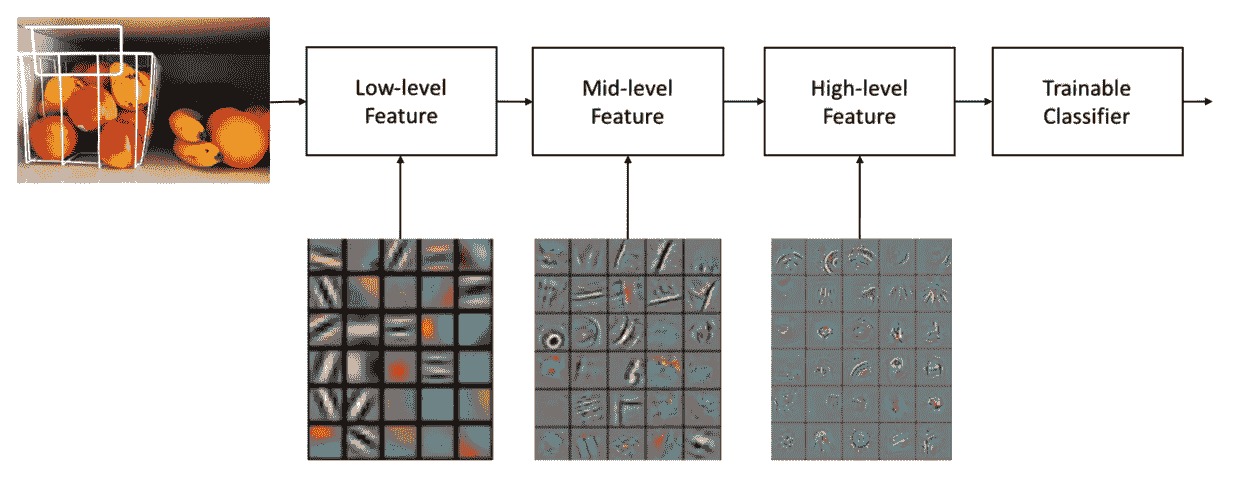 Low-level
Feature
Mid-level
Feature
High-level
Feature
Trainable
Classifier